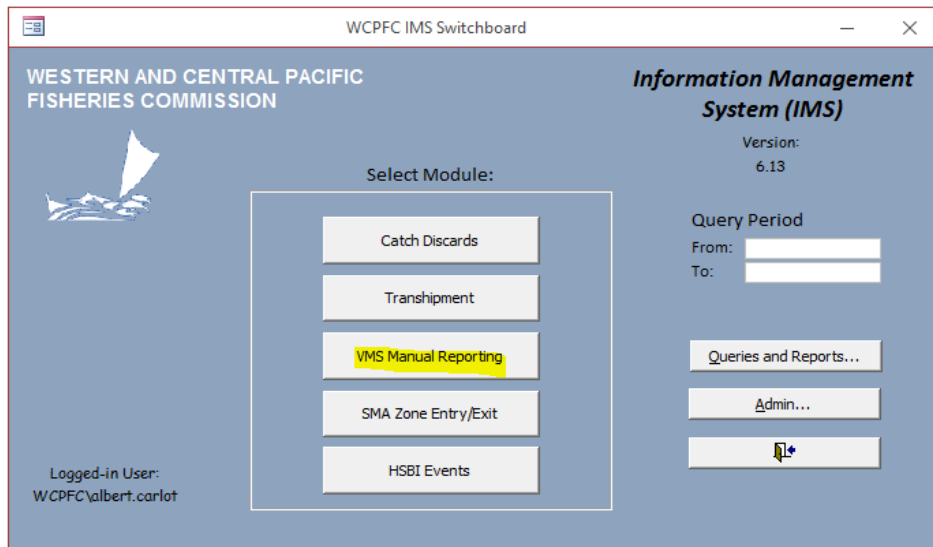 WCPFC IMS Switchboard
WESTERN AND CENTRAL PACIFIC
FISHERIES COMMISSION
Information Management
System (IMS)
Version:
6.13
Select Module:
Catch Discards
Transhipment
VMS Manual Reporting
SMA Zone Entry/Exit
HSBI Events
Query Period
From:
To:
Queries and Reports...
Admin...
Logged-in User:
WCPFC\albert.carlot